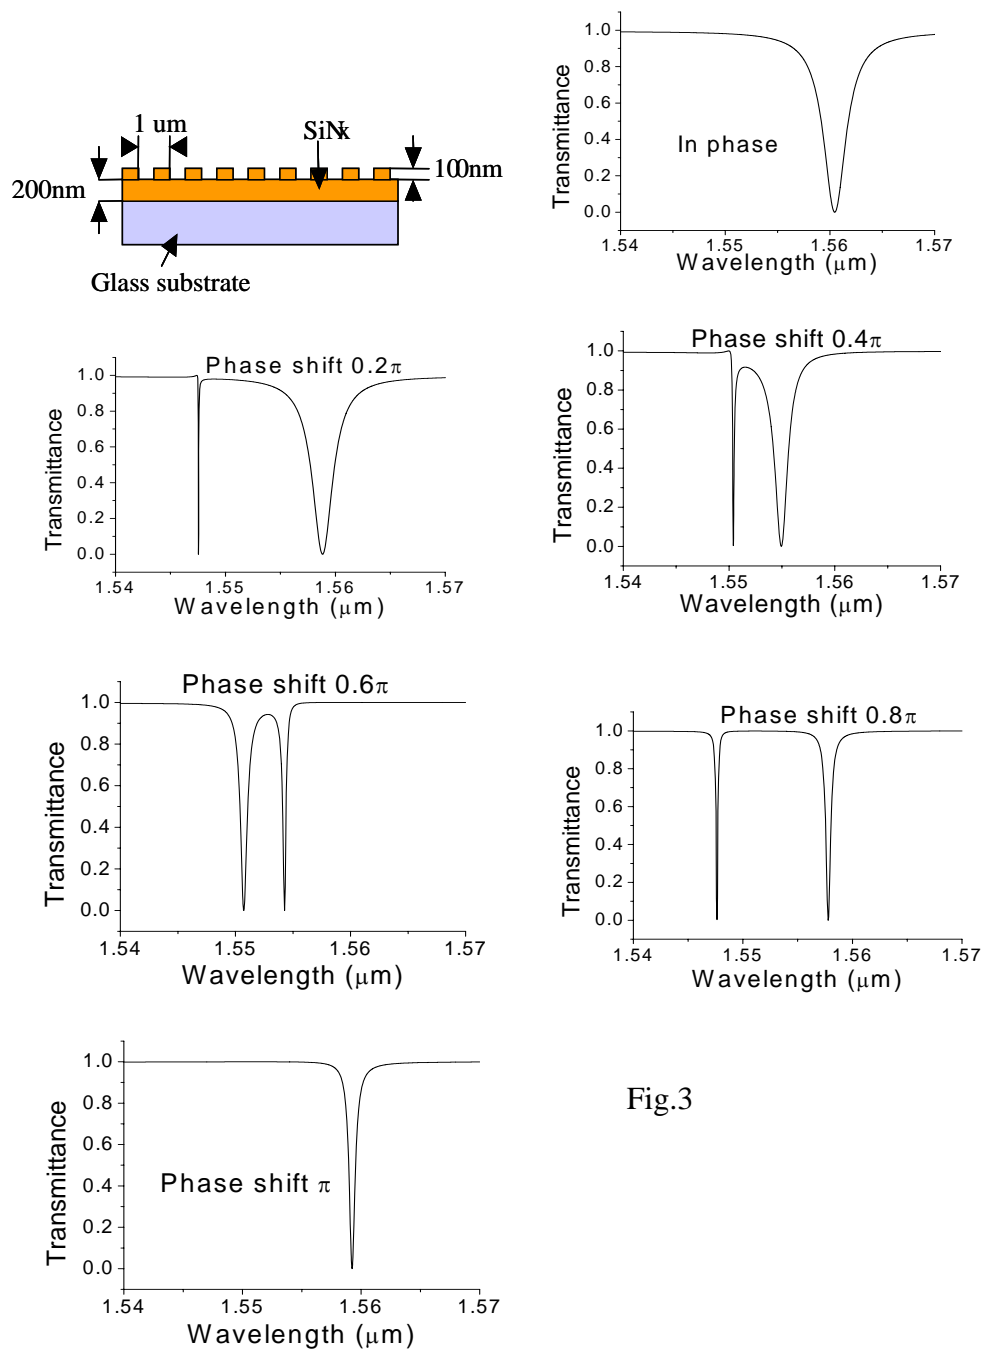 1 um
SiNx
100nm
200nm
Glass substrate
Transmittance
1.0
0.8
0.6
0.4
0.2
0.0
In phase
1.54
1.55
1.56
1.57
Wavelength (μm)
Phase shift 0.2π
Transmittance
1.0
0.8
0.6
0.4
0.2
0.0
1.54
1.55
1.56
1.57
Wavelength (μm)
Phase shift 0.4π
Transmittance
1.0
0.8
0.6
0.4
0.2
0.0
1.54
1.55
1.56
1.57
Wavelength (μm)
Phase shift 0.6π
Transmittance
1.0
0.8
0.6
0.4
0.2
0.0
1.54
1.55
1.56
1.57
Wavelength (μm)
Phase shift 0.8π
Transmittance
1.0
0.8
0.6
0.4
0.2
0.0
1.54
1.55
1.56
1.57
Wavelength (μm)
Transmittance
1.0
0.8
0.6
0.4
0.2
0.0
Phase shift π
1.54
1.55
1.56
1.57
Wavelength (μm)
Fig.3